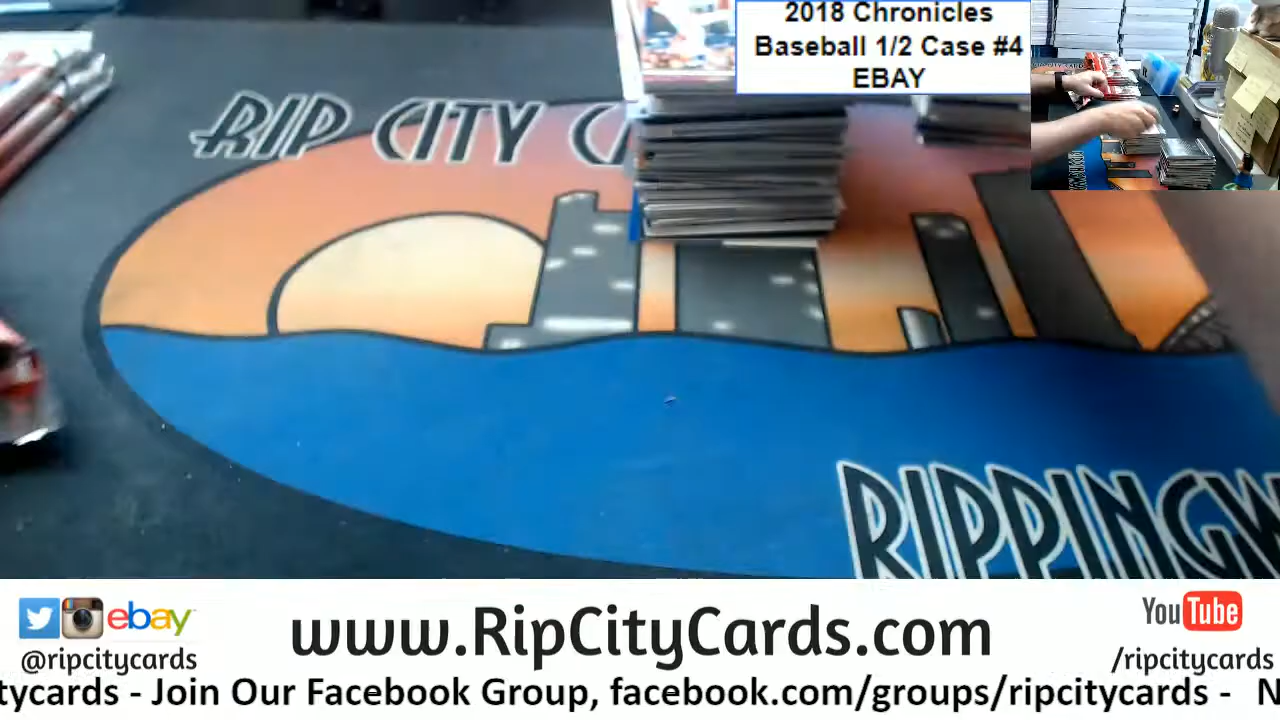 2018 Chronicles
Baseball 1/2 Case #4
EBAY
RIP CITY
RIPPINGW
ebay
@ripcitycards
www.RipCityCards.com
YouTube
/ripcitycards
tycards - Join Our Facebook Group, facebook.com/groups/ripcitycards - N